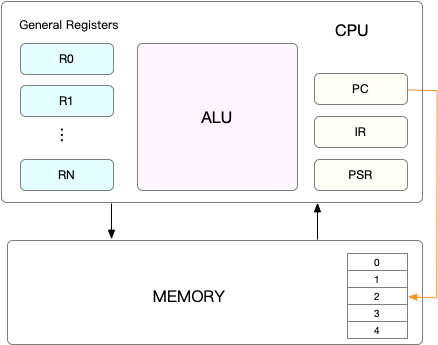 General Registers
CPU
R0
R1
⋮
RN
ALU
PC
IR
PSR
MEMORY
0
1
2
3
4